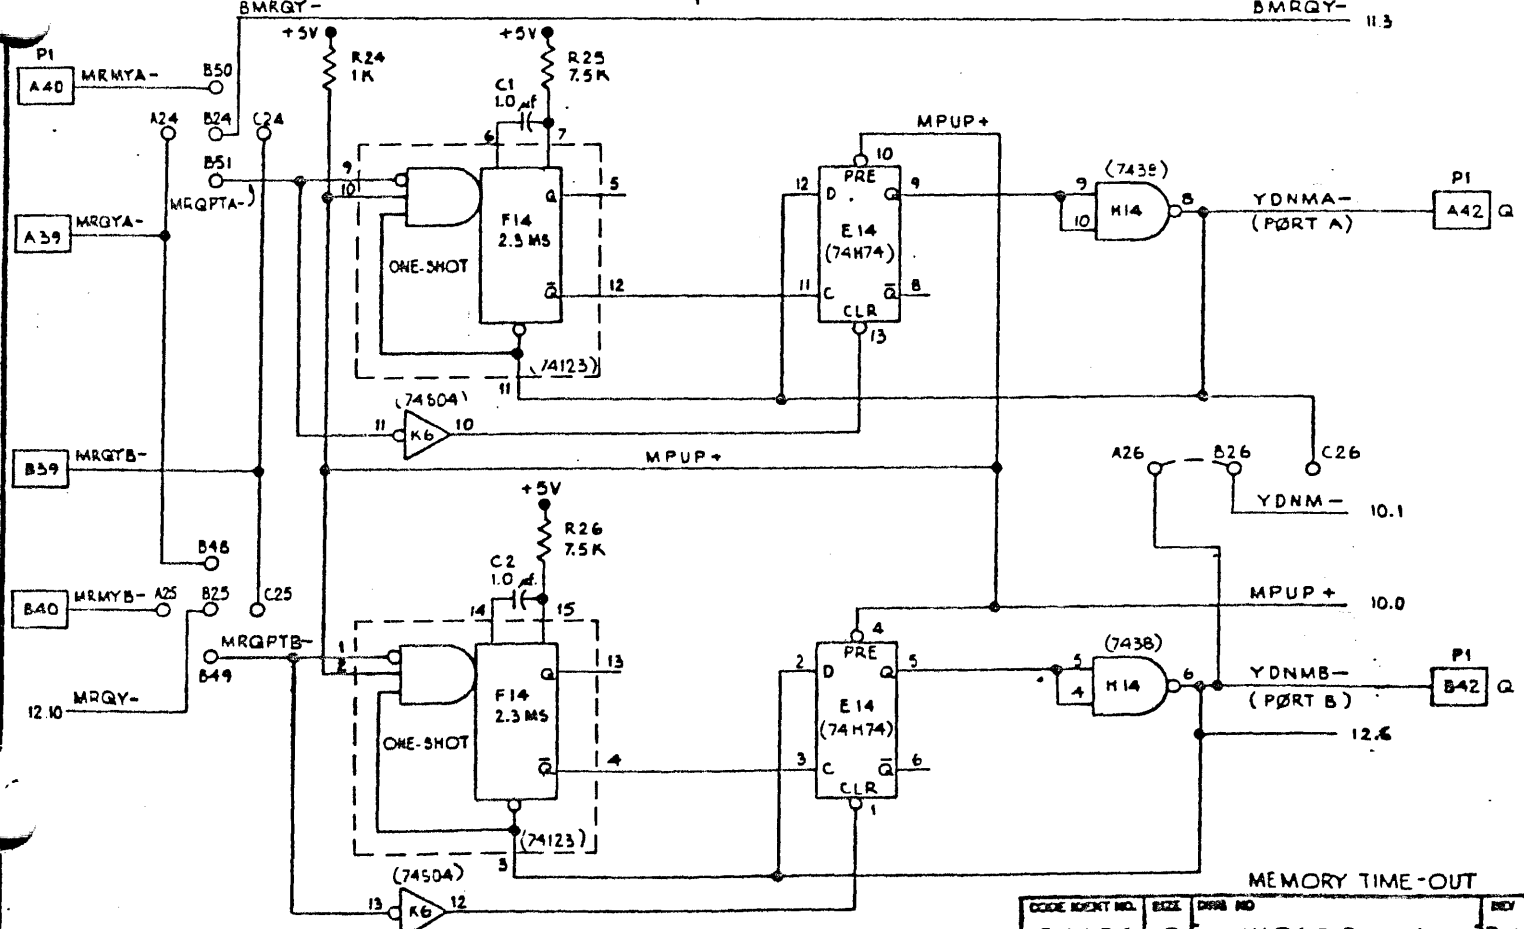 BMRQY-
BMRQY-
11.3
+5V
+5V
P1
A40
MRMYA-
B50
R24
1K
R25
7.5K
C1
1.0 µf
A24
B24
C24
6
7
MPUP+
10
B51
MRQPTA-)
9
10
PRE
12
D
Q
9
(7438)
9
10
H14
8
YDNMA-
(PØRT A)
P1
A42
Q
A39
MRQYA-
Q
5
F14
2.3 MS
ONE-SHOT
E14
(74H74)
Q
12
11
C
Q
8
CLR
13
(74123)
11
(74S04)
11
K6
10
B39
MRQYB-
MPUP+
A26
B26
C26
YDNM-
10.1
+5V
R26
7.5K
C2
1.0 µf.
B48
B40
MRMYB-
A25
B25
C25
14
15
MPUP+
10.0
4
MRQPTB-
B49
1
2
PRE
2
D
Q
5
(7438)
5
4
H14
6
YDNMB-
(PØRT B)
P1
B42
Q
12.10
MRQY-
Q
13
F14
2.3 MS
ONE-SHOT
E14
(74H74)
12.6
Q
4
3
C
Q
6
CLR
1
(74123)
3
(74S04)
13
K6
12
MEMORY TIME-OUT
CODE IDENT NO.
SIZE
DWG NO
REV